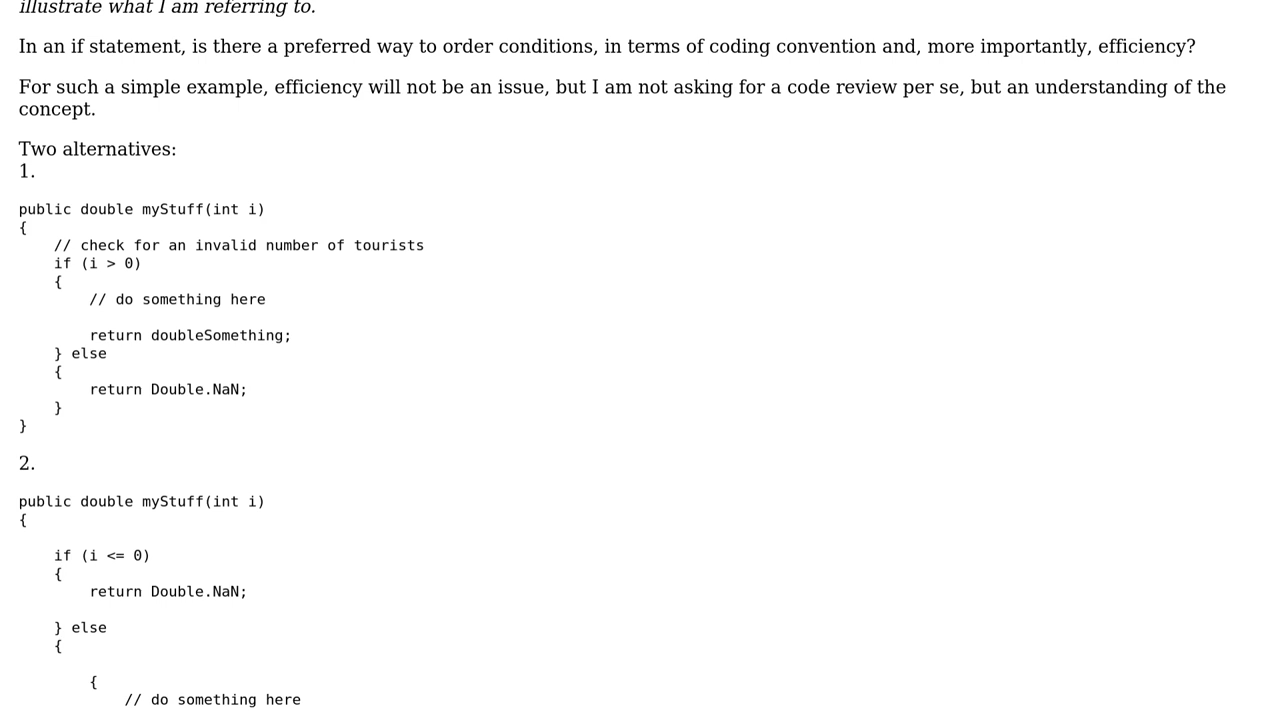 illustrate what I am referring to.
In an if statement, is there a preferred way to order conditions, in terms of coding convention and, more importantly, efficiency?
For such a simple example, efficiency will not be an issue, but I am not asking for a code review per se, but an understanding of the
concept.
Two alternatives:
1.
public double myStuff(int i)
{
    // check for an invalid number of tourists
    if (i > 0)
    {
        // do something here
        return doubleSomething;
    } else
    {
        return Double.NaN;
    }
}
2.
public double myStuff(int i)
{
    if (i <= 0)
    {
        return Double.NaN;
    } else
    {
        {
            // do something here